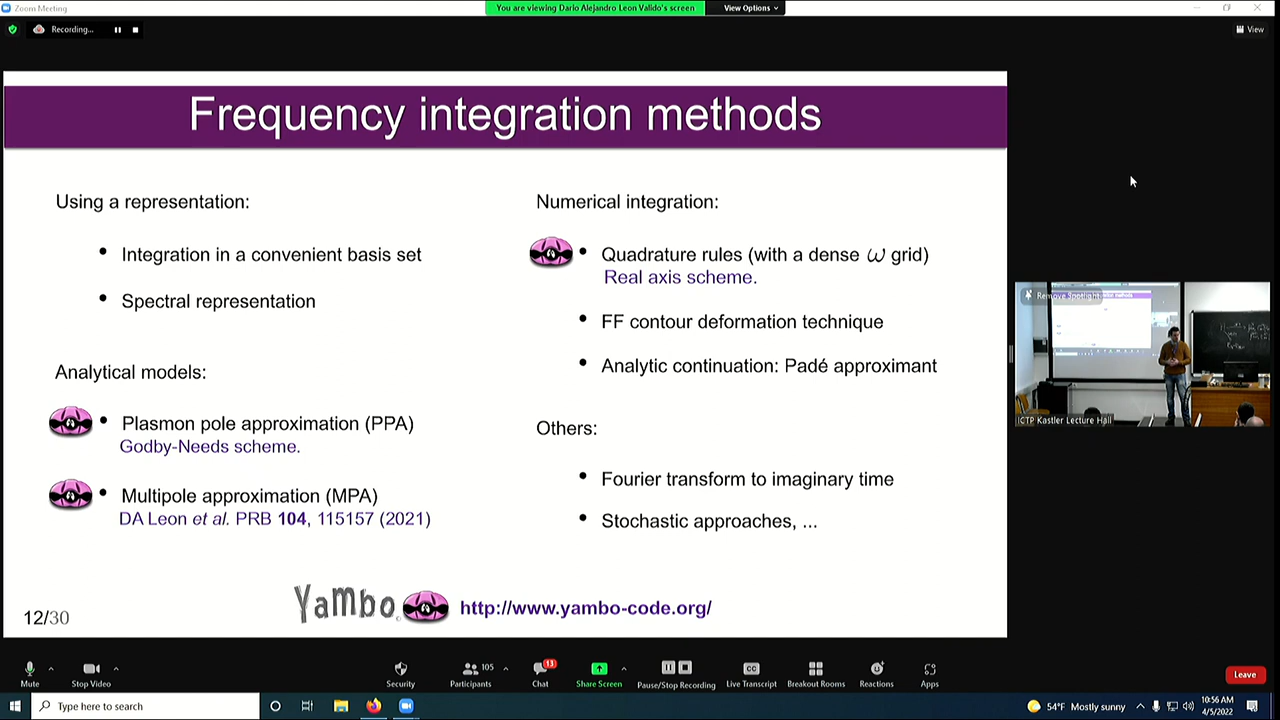 Zoom Meeting
You are viewing Dario Alejandro Leon Valido's screen
View Options
Recording...
View
Frequency integration methods
Using a representation:
• Integration in a convenient basis set
• Spectral representation
Analytical models:
• Plasmon pole approximation (PPA)
Godby-Needs scheme.
• Multipole approximation (MPA)
DA Leon et al. PRB 104, 115157 (2021)
Numerical integration:
• Quadrature rules (with a dense ω grid)
Real axis scheme.
• FF contour deformation technique
• Analytic continuation: Padé approximant
Others:
• Fourier transform to imaginary time
• Stochastic approaches, ...
Yambo
http://www.yambo-code.org/
12/30
Remove Spotlight
ICTP Kastler Lecture Hall
Mute
Stop Video
Security
105
Participants
13
Chat
Share Screen
Pause/Stop Recording
CC
Live Transcript
Breakout Rooms
Reactions
Apps
Leave
Type here to search
54°F Mostly sunny
10:56 AM
4/5/2022